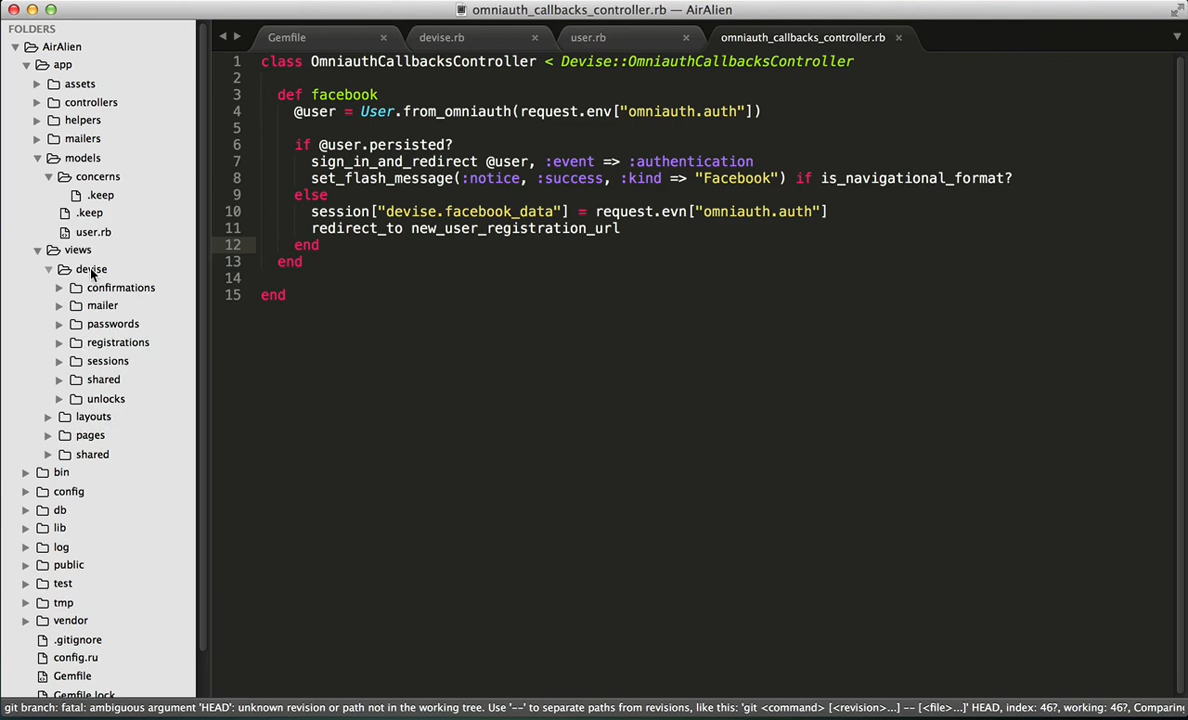 omniauth_callbacks_controller.rb — AirAlien
FOLDERS
AirAlien
app
assets
controllers
helpers
mailers
models
concerns
.keep
.keep
user.rb
views
devise
confirmations
mailer
passwords
registrations
sessions
shared
unlocks
layouts
pages
shared
bin
config
db
lib
log
public
test
tmp
vendor
.gitignore
config.ru
Gemfile
Gemfile.lock
Gemfile × devise.rb × user.rb × omniauth_callbacks_controller.rb ×
1 class OmniauthCallbacksController < Devise::OmniauthCallbacksController
2
3 def facebook
4 @user = User.from_omniauth(request.env["omniauth.auth"])
5
6 if @user.persisted?
7 sign_in_and_redirect @user, :event => :authentication
8 set_flash_message(:notice, :success, :kind => "Facebook") if is_navigational_format?
9 else
10 session["devise.facebook_data"] = request.evn["omniauth.auth"]
11 redirect_to new_user_registration_url
12 end
13 end
14
15 end
git branch: fatal: ambiguous argument 'HEAD': unknown revision or path not in the working tree. Use '--' to separate paths from revisions, like this: 'git <command> [<revision>...] -- [<file>...]' HEAD, index: 46?, working: 46?, Comparing